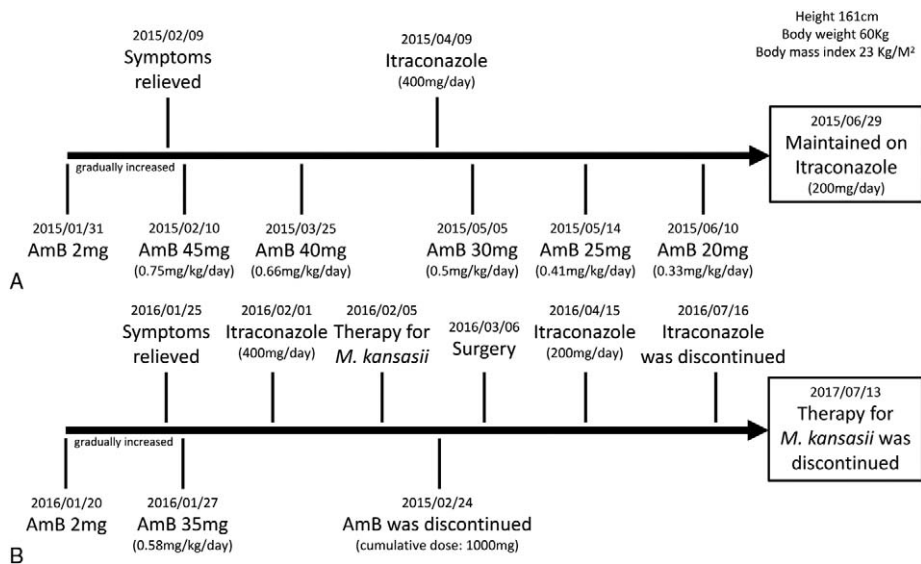 Height 161cm
Body weight 60Kg
Body mass index 23 Kg/M²
2015/02/09
Symptoms
relieved
2015/04/09
Itraconazole
(400mg/day)
gradually increased
2015/06/29
Maintained on
Itraconazole
(200mg/day)
2015/01/31
AmB 2mg
2015/02/10
AmB 45mg
(0.75mg/kg/day)
2015/03/25
AmB 40mg
(0.66mg/kg/day)
2015/05/05
AmB 30mg
(0.5mg/kg/day)
2015/05/14
AmB 25mg
(0.41mg/kg/day)
2015/06/10
AmB 20mg
(0.33mg/kg/day)
A
2016/01/25
Symptoms
relieved
2016/02/01
Itraconazole
(400mg/day)
2016/02/05
Therapy for
M. kansasii
2016/03/06
Surgery
2016/04/15
Itraconazole
(200mg/day)
2016/07/16
Itraconazole
was discontinued
gradually increased
2017/07/13
Therapy for
M. kansasii was
discontinued
2016/01/20
AmB 2mg
2016/01/27
AmB 35mg
(0.58mg/kg/day)
2015/02/24
AmB was discontinued
(cumulative dose: 1000mg)
B